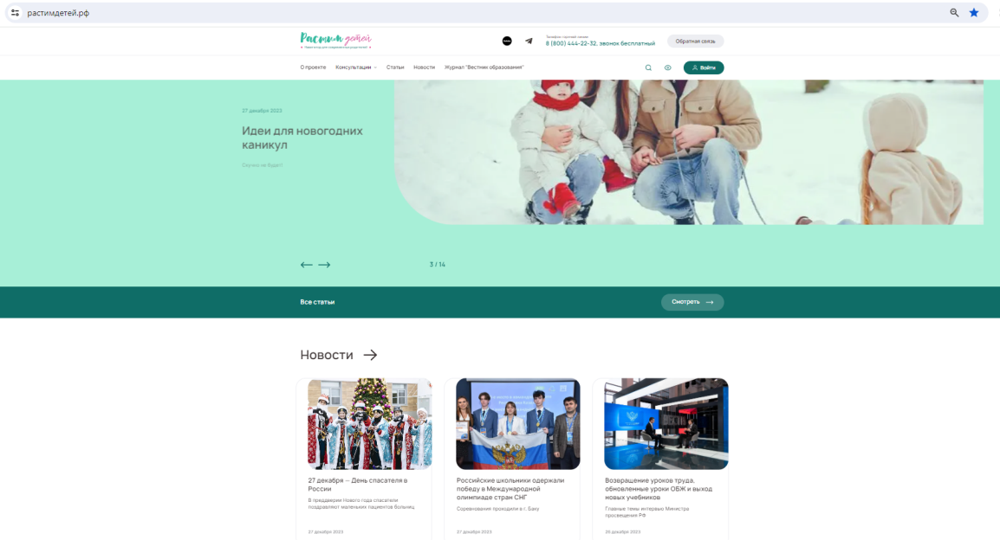 растимдетей.рф
Растим детей
Телефон горячей линии
8 (800) 444-22-32, звонок бесплатный
Обратная связь
О проекте
Консультации
Статьи
Новости
Журнал "Вестник образования"
Войти
27 декабря 2023
Идеи для новогодних
каникул
Скучно не будет!
3 / 14
Все статьи
Смотреть
Новости
27 декабря — День спасателя в
России
В преддверии Нового года спасатели
поздравляют маленьких пациентов больниц
27 декабря 2023
Российские школьники одержали
победу в Международной
олимпиаде стран СНГ
Соревнования проходили в г. Баку
27 декабря 2023
ВЕСТИ
Возвращение уроков труда,
обновленные уроки ОБЖ и выход
новых учебников
Главные темы интервью Министра
просвещения РФ
26 декабря 2023